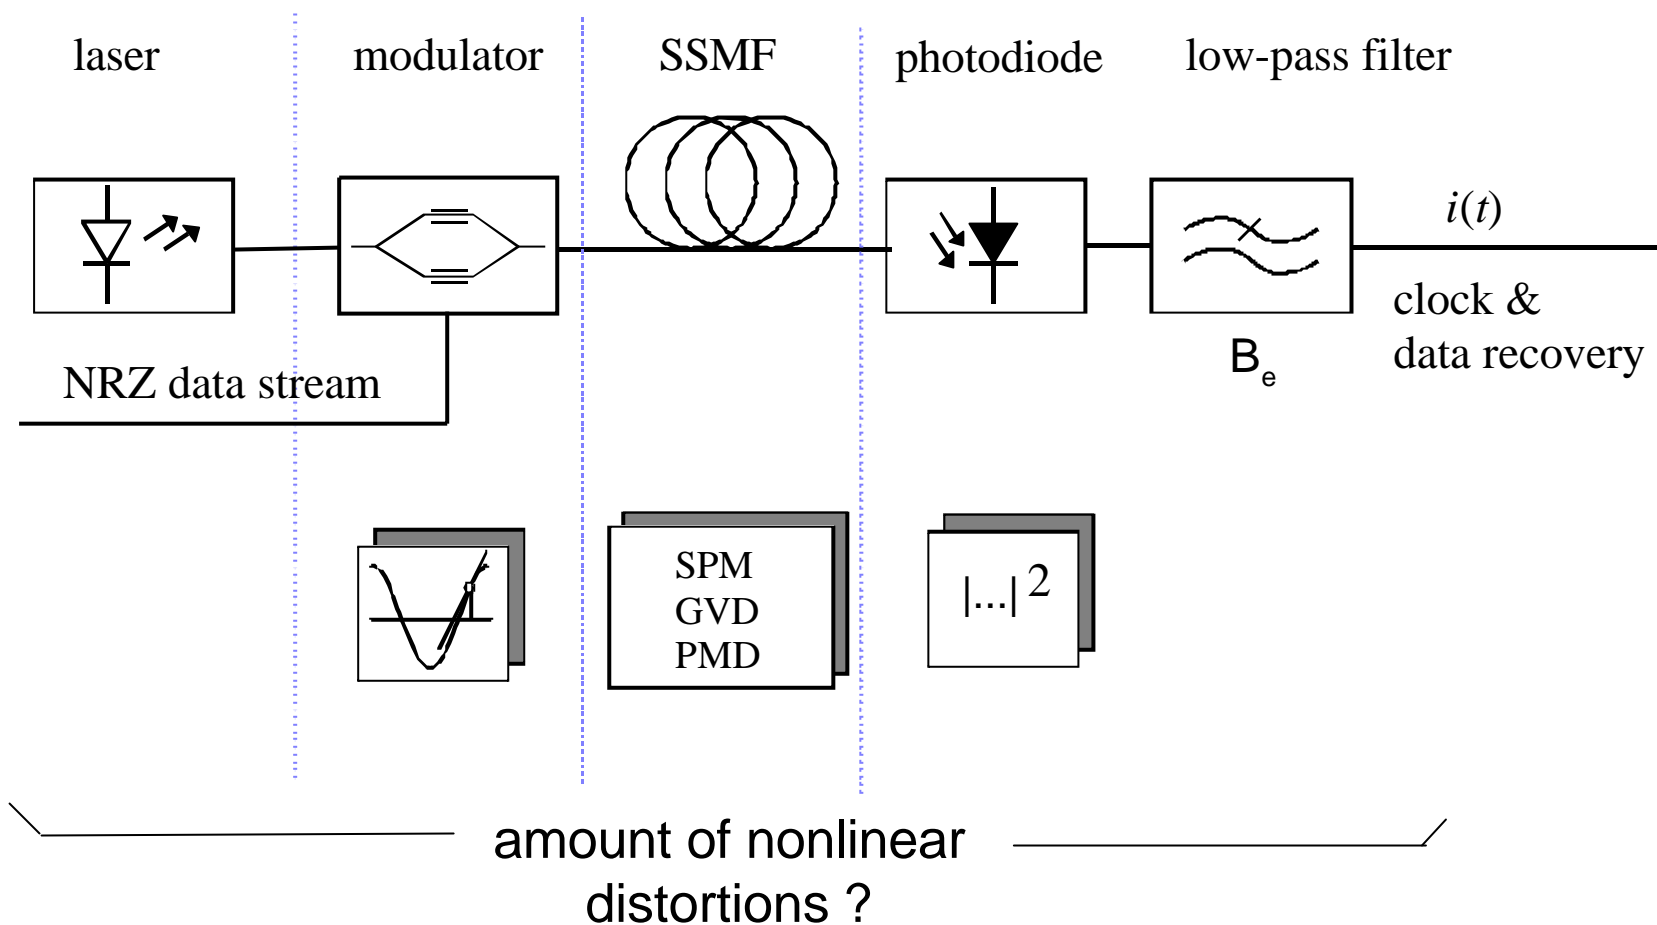 laser
modulator
SSMF
photodiode
low-pass filter
i(t)
clock &
data recovery
Be
NRZ data stream
SPM
GVD
PMD
|...| 2
amount of nonlinear
distortions ?